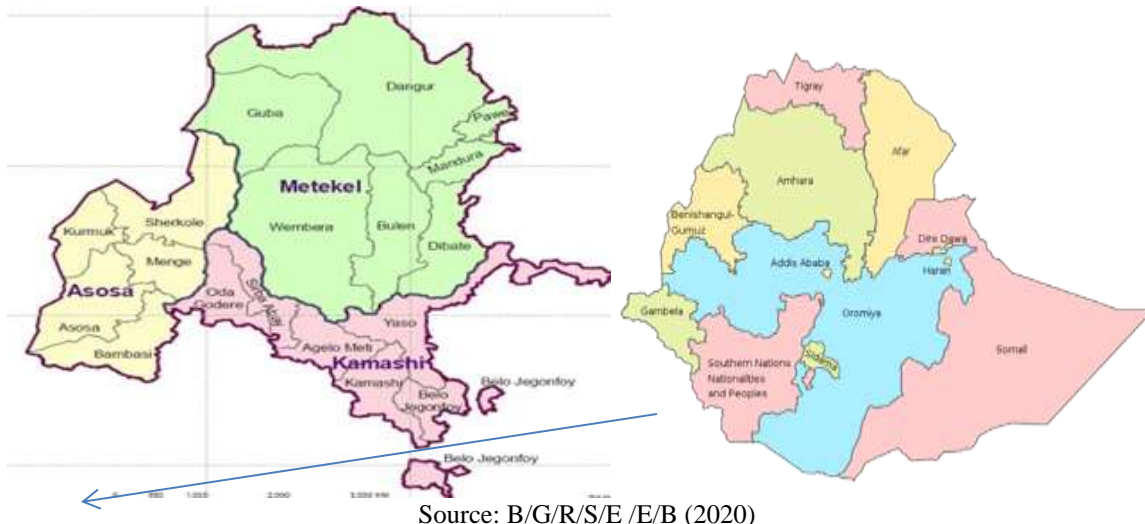 Dangur
Guba
Pawe
Mandura
Metekel
Wembera
Bulen
Dibate
Sherkole
Kurmuk
Menge
Asosa
Asosa
Bambasi
Oda
Godere
Yaso
Agelo Meti
Kamashi
Kamashi
Belo
Jegonfoy
Belo Jegonfoy
Belo Jegonfoy
2,000
Tigray
Afar
Amhara
Benishangul-
Gumuz
Dire Dawa
Harari
Addis Ababa
Oromiya
Gambela
Somali
Sidama
Southern Nations
Nationalities
and Peoples
Source: B/G/R/S/E /E/B (2020)